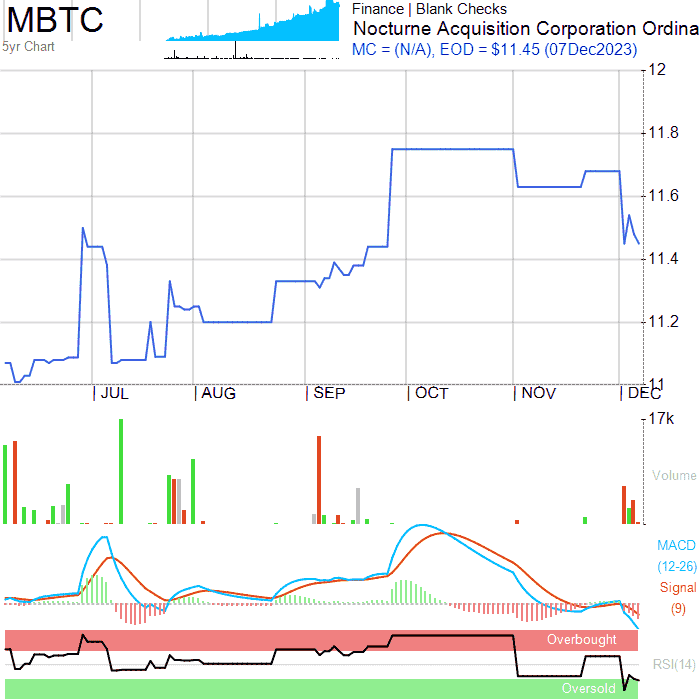 MBTC
5yr Chart
Finance | Blank Checks
Nocturne Acquisition Corporation Ordina
MC = (N/A), EOD = $11.45 (07Dec2023)
12
11.8
11.6
11.4
11.2
11
JUL AUG SEP OCT NOV DEC
17k
Volume
MACD
(12-26)
Signal
(9)
Overbought
RSI(14)
Oversold